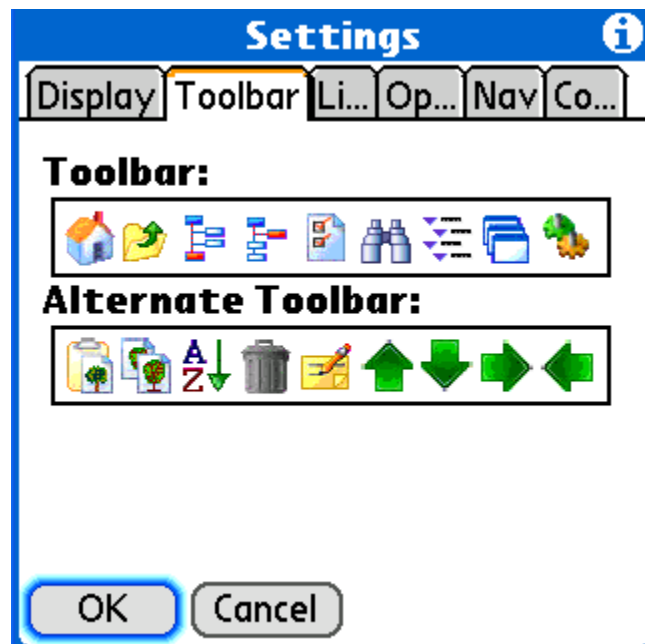 Settings
Display Toolbar Li... Op... Nav Co...
Toolbar:
Alternate Toolbar:
A
Z
OK Cancel